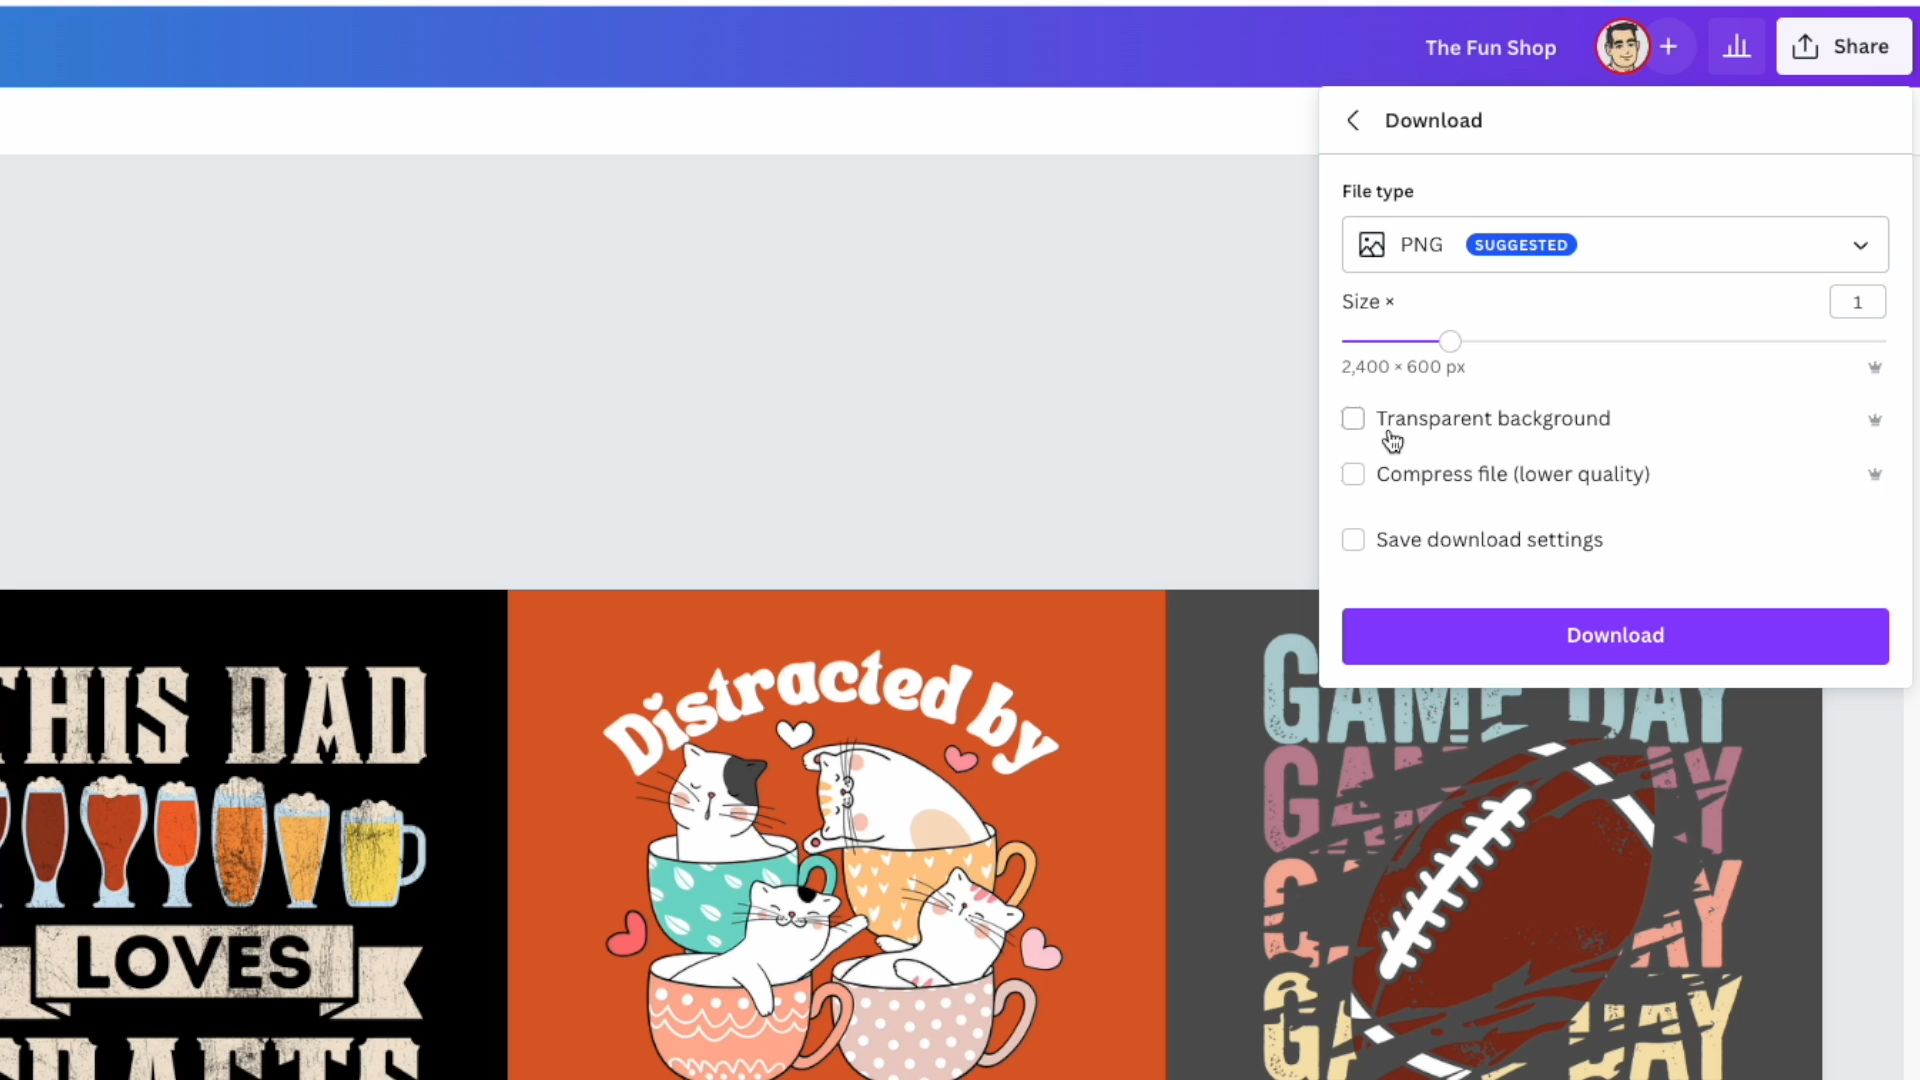 The Fun Shop
Share
Download
File type
PNG SUGGESTED
Size ×
1
2,400 × 600 px
Transparent background
Compress file (lower quality)
Save download settings
Download
THIS DAD
LOVES
Distracted by
GAME DAY